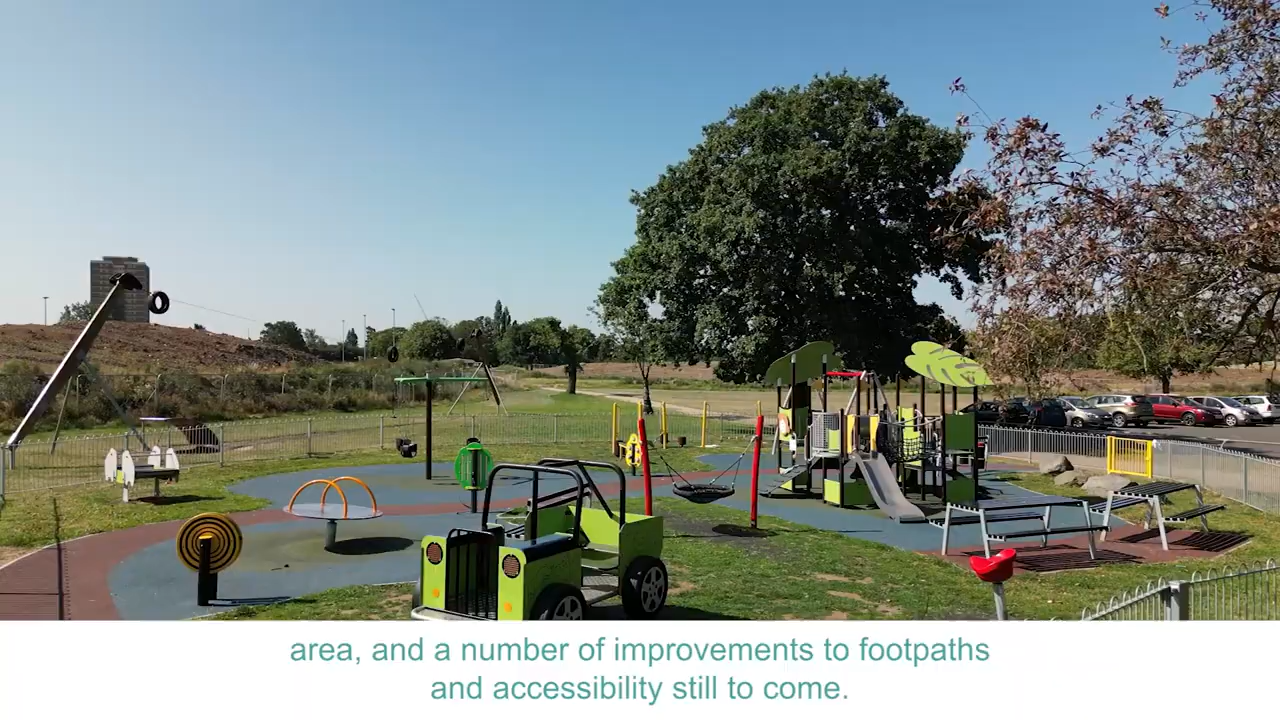 area, and a number of improvements to footpaths
and accessibility still to come.